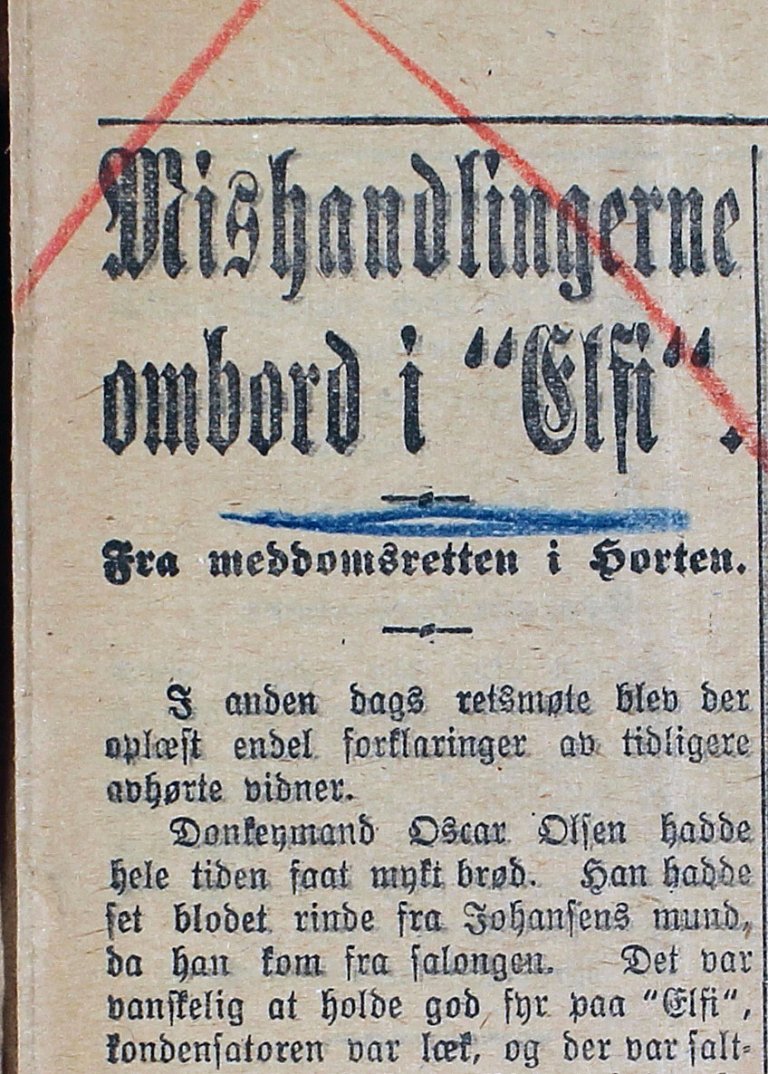 Mishandlingerne
ombord i “Elfi“.
Fra meddomsretten i Horten.
I anden dags retsmøte blev der
oplæst endel forklaringer av tidligere
avhørte vidner.
Donkeymand Oscar Olsen hadde
hele tiden faat mykt brød. Han hadde
set blodet rinde fra Johansens mund,
da han kom fra salongen. Det var
vanskelig at holde god fyr paa “Elfi“,
kondensatoren var læk, og der var salt-